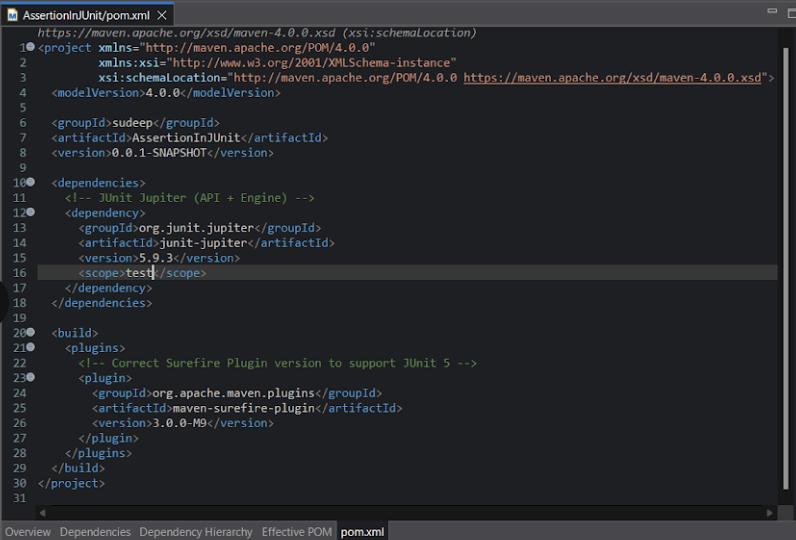 AssertionInJUnit/pom.xml
https://maven.apache.org/xsd/maven-4.0.0.xsd (xsi:schemaLocation)
1 <project xmlns="http://maven.apache.org/POM/4.0.0"
2 xmlns:xsi="http://www.w3.org/2001/XMLSchema-instance"
3 xsi:schemaLocation="http://maven.apache.org/POM/4.0.0 https://maven.apache.org/xsd/maven-4.0.0.xsd">
4 <modelVersion>4.0.0</modelVersion>
5
6 <groupId>sudeep</groupId>
7 <artifactId>AssertionInJUnit</artifactId>
8 <version>0.0.1-SNAPSHOT</version>
9
10 <dependencies>
11 <!-- JUnit Jupiter (API + Engine) -->
12 <dependency>
13 <groupId>org.junit.jupiter</groupId>
14 <artifactId>junit-jupiter</artifactId>
15 <version>5.9.3</version>
16 <scope>test</scope>
17 </dependency>
18 </dependencies>
19
20 <build>
21 <plugins>
22 <!-- Correct Surefire Plugin version to support JUnit 5 -->
23 <plugin>
24 <groupId>org.apache.maven.plugins</groupId>
25 <artifactId>maven-surefire-plugin</artifactId>
26 <version>3.0.0-M9</version>
27 </plugin>
28 </plugins>
29 </build>
30 </project>
31
Overview Dependencies Dependency Hierarchy Effective POM pom.xml